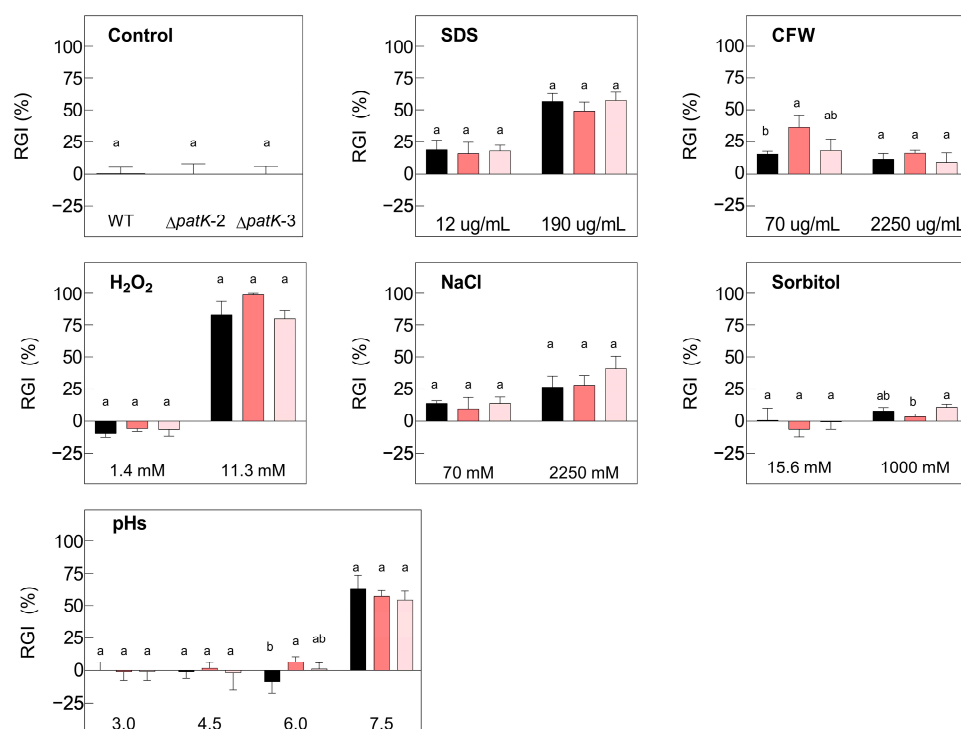 Control
100
75
50
25
0
−25
RGI (%)
a a a
WT ΔpatK-2 ΔpatK-3
SDS
100
75
50
25
0
−25
RGI (%)
a a a a a a
12 ug/mL 190 ug/mL
CFW
100
75
50
25
0
−25
RGI (%)
b a ab a a a
70 ug/mL 2250 ug/mL
H₂O₂
100
75
50
25
0
−25
RGI (%)
a a a a a a
1.4 mM 11.3 mM
NaCl
100
75
50
25
0
−25
RGI (%)
a a a a a a
70 mM 2250 mM
Sorbitol
100
75
50
25
0
−25
RGI (%)
a a a ab b a
15.6 mM 1000 mM
pHs
100
75
50
25
0
−25
RGI (%)
a a a a a a b a ab a a a
3.0 4.5 6.0 7.5